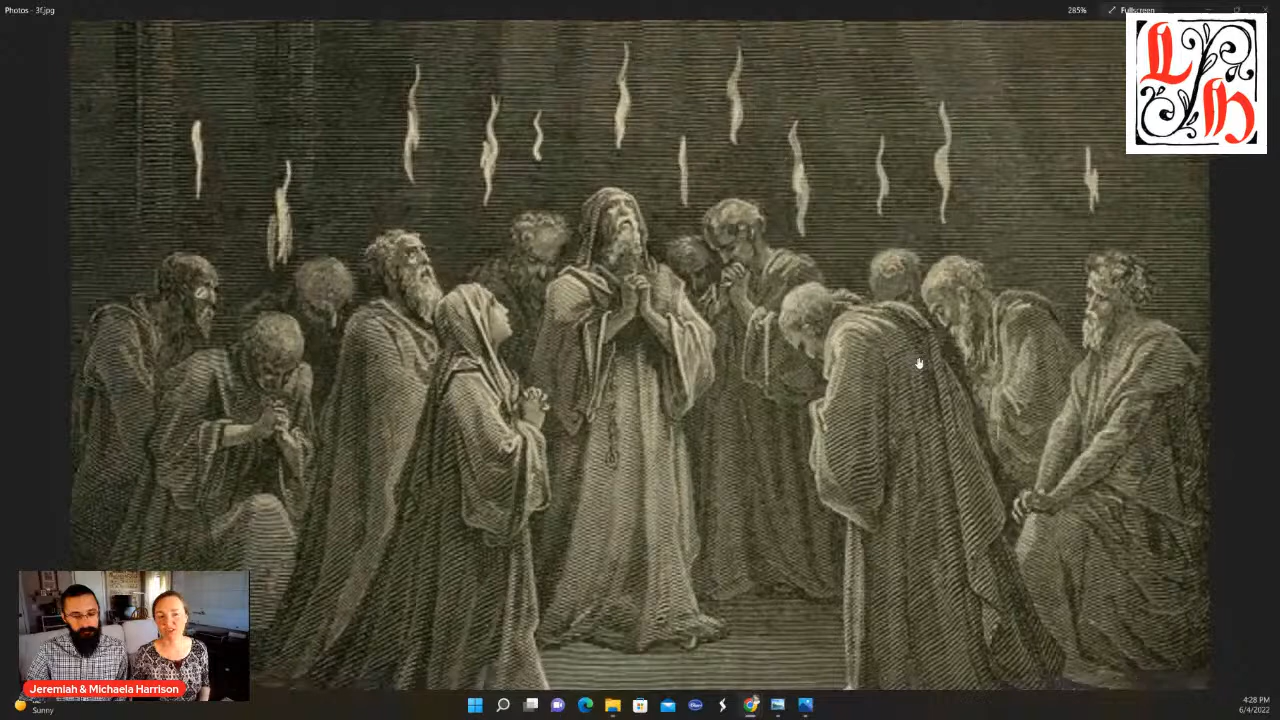 Photos - 3f.jpg
285%
Fullscreen
L
H
Jeremiah & Michaela Harrison
Sunny
4:28 PM
6/4/2022